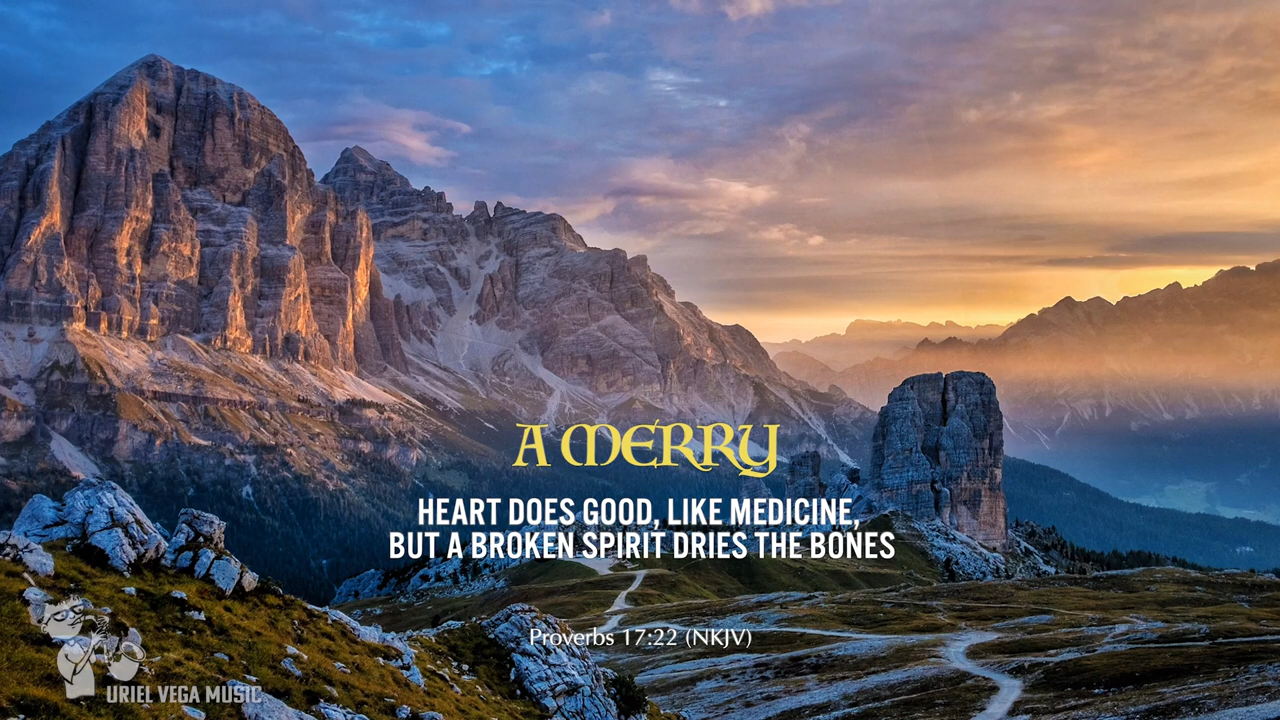 A MERRY
HEART DOES GOOD, LIKE MEDICINE,
BUT A BROKEN SPIRIT DRIES THE BONES
Proverbs 17:22 (NKJV)
URIEL VEGA MUSIC